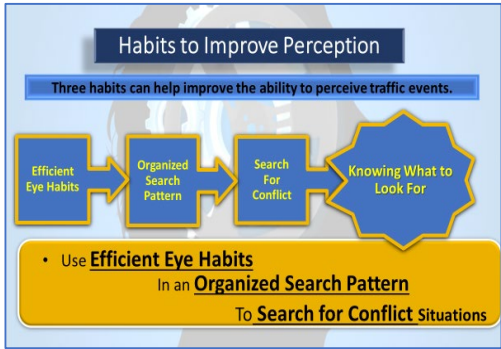 Habits to Improve Perception
Three habits can help improve the ability to perceive traffic events.
Efficient
Eye Habits
Organized
Search
Pattern
Search
For
Conflict
Knowing What to
Look For
• Use Efficient Eye Habits
In an Organized Search Pattern
To Search for Conflict Situations